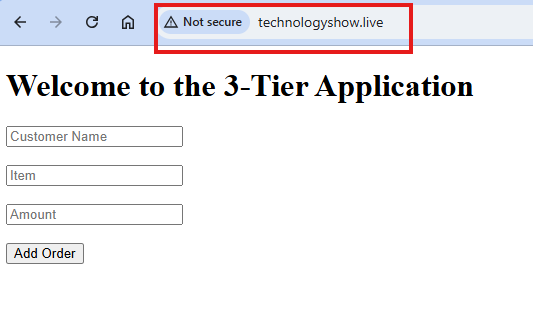 Not secure technologyshow.live
Welcome to the 3-Tier Application
Customer Name
Item
Amount
Add Order